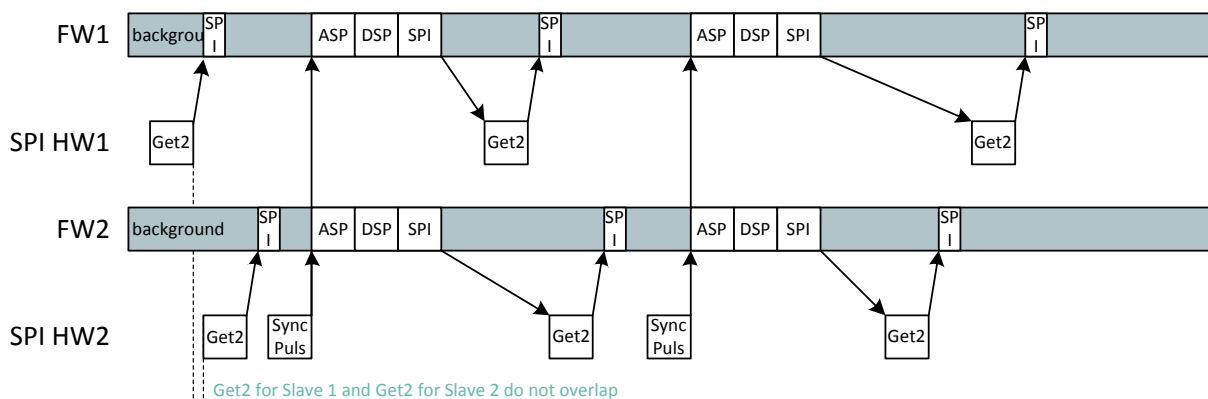 FW1
backgrou
SP
I
ASP
DSP
SPI
SP
I
ASP
DSP
SPI
SP
I
SPI HW1
Get2
Get2
Get2
FW2
background
SP
I
ASP
DSP
SPI
SP
I
ASP
DSP
SPI
SP
I
SPI HW2
Get2
Sync
Puls
Get2
Sync
Puls
Get2
Get2 for Slave 1 and Get2 for Slave 2 do not overlap